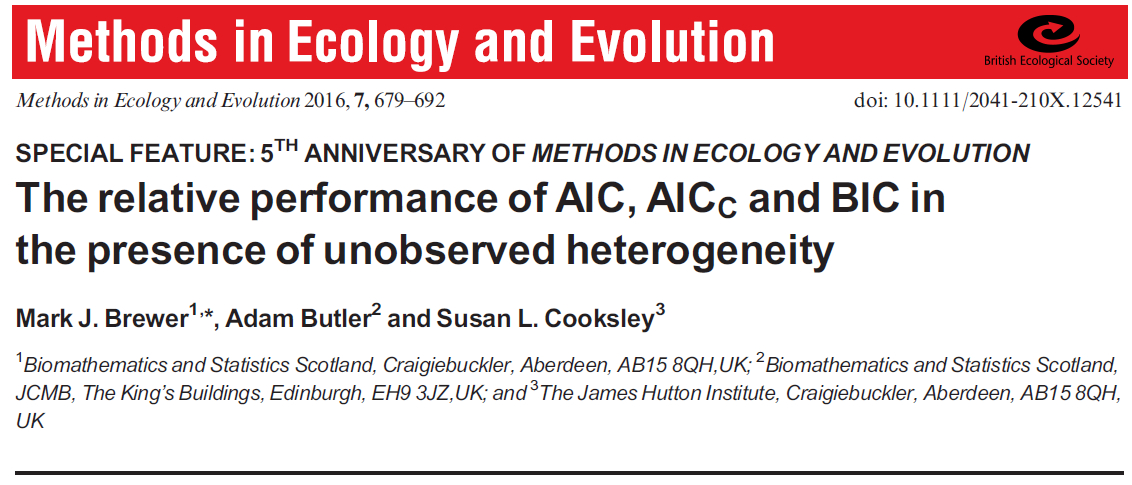 Methods in Ecology and Evolution
British Ecological Society
Methods in Ecology and Evolution 2016, 7, 679–692
doi: 10.1111/2041-210X.12541
SPECIAL FEATURE: 5TH ANNIVERSARY OF METHODS IN ECOLOGY AND EVOLUTION
The relative performance of AIC, AICC and BIC in
the presence of unobserved heterogeneity
Mark J. Brewer1,*, Adam Butler2 and Susan L. Cooksley3
1Biomathematics and Statistics Scotland, Craigiebuckler, Aberdeen, AB15 8QH,UK; 2Biomathematics and Statistics Scotland,
JCMB, The King’s Buildings, Edinburgh, EH9 3JZ,UK; and 3The James Hutton Institute, Craigiebuckler, Aberdeen, AB15 8QH,
UK